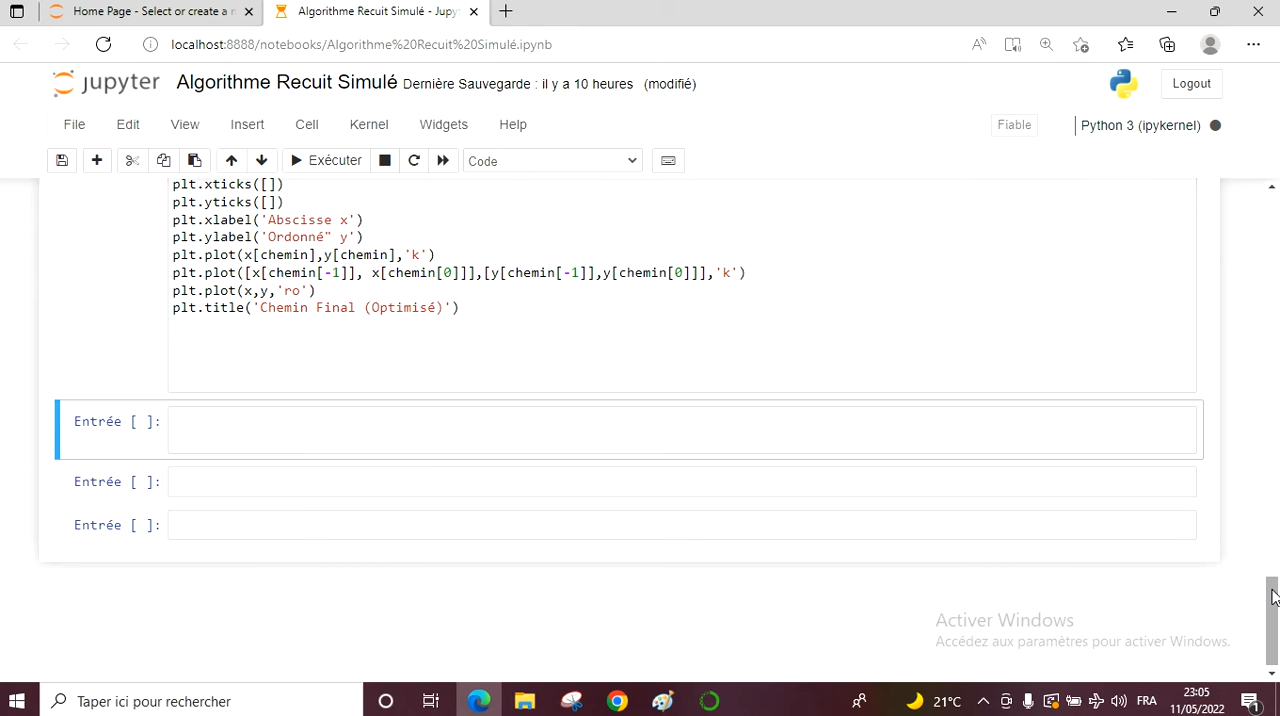 Home Page - Select or create a n
Algorithme Recuit Simulé - Jupy
localhost:8888/notebooks/Algorithme%20Recuit%20Simulé.ipynb
jupyter Algorithme Recuit Simulé Dernière Sauvegarde : il y a 10 heures (modifié)
Logout
File Edit View Insert Cell Kernel Widgets Help
Fiable
Python 3 (ipykernel)
Exécuter
Code
plt.xticks([])
plt.yticks([])
plt.xlabel('Abscisse x')
plt.ylabel('Ordonné" y')
plt.plot(x[chemin],y[chemin],'k')
plt.plot([x[chemin[-1]], x[chemin[0]]],[y[chemin[-1]],y[chemin[0]]],'k')
plt.plot(x,y,'ro')
plt.title('Chemin Final (Optimisé)')
Entrée [ ]:
Entrée [ ]:
Entrée [ ]:
Activer Windows
Accédez aux paramètres pour activer Windows.
Taper ici pour rechercher
21°C
FRA
23:05
11/05/2022
1